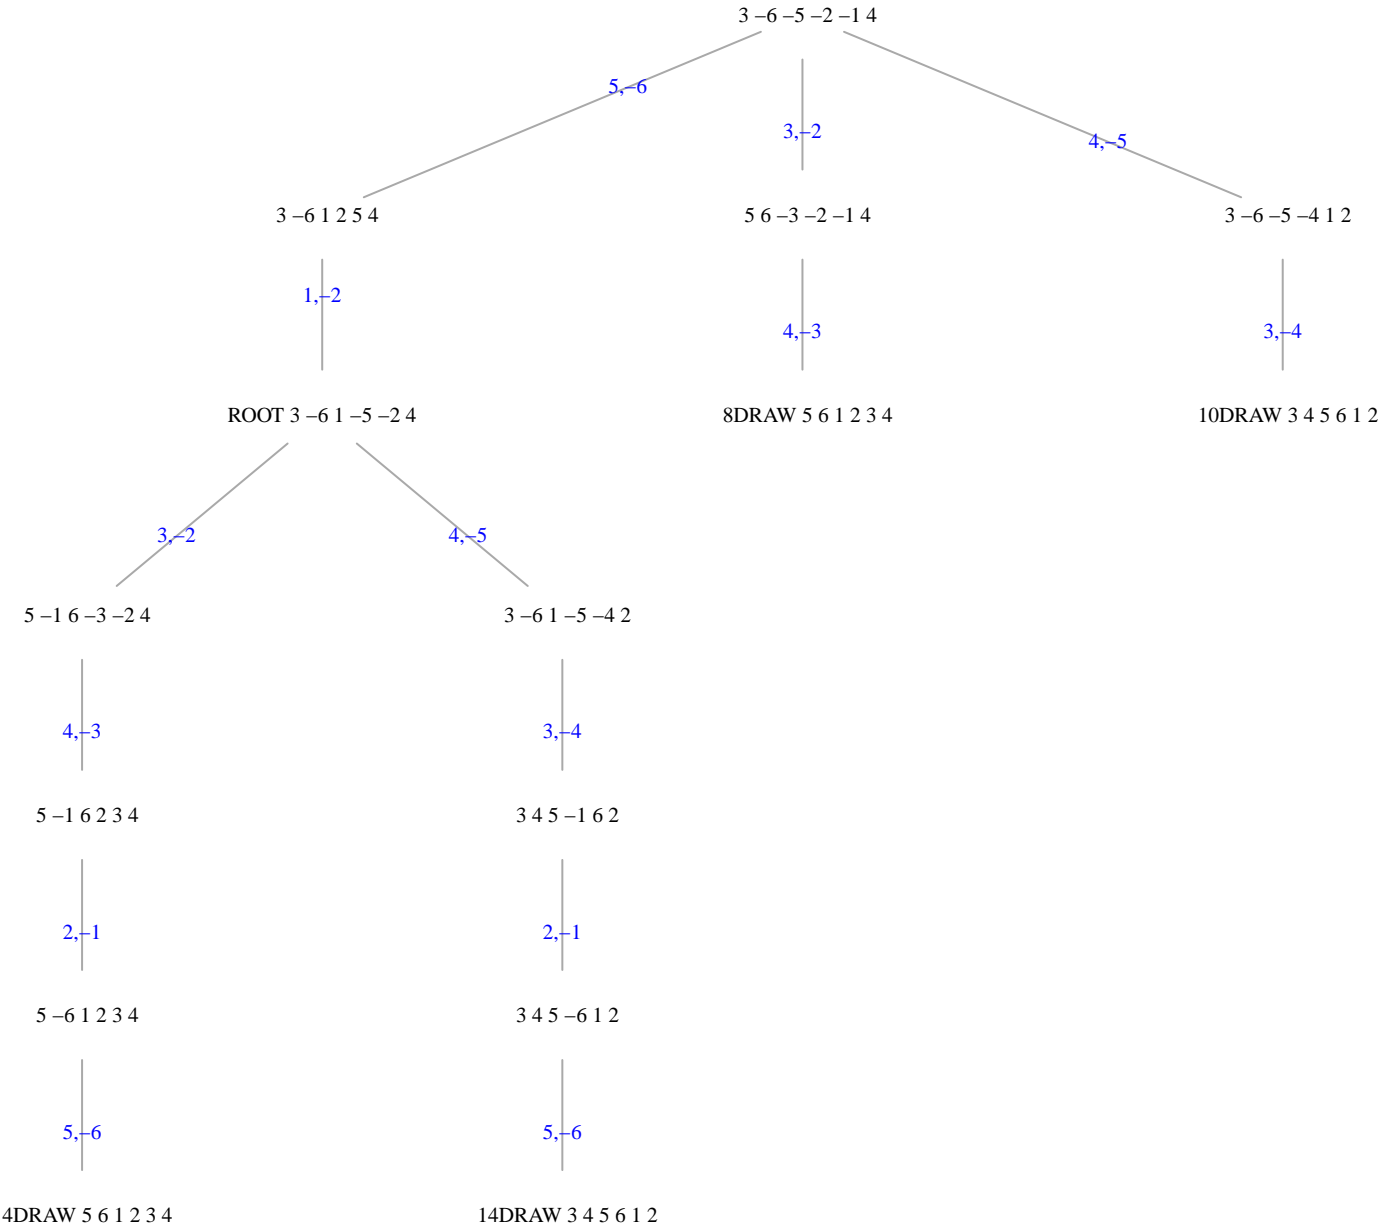 3 –6 –5 –2 –1 4
5,–6
3,–2
4,–5
3 –6 1 2 5 4
5 6 –3 –2 –1 4
3 –6 –5 –4 1 2
1,–2
4,–3
3,–4
ROOT 3 –6 1 –5 –2 4
8DRAW 5 6 1 2 3 4
10DRAW 3 4 5 6 1 2
3,–2
4,–5
5 –1 6 –3 –2 4
3 –6 1 –5 –4 2
4,–3
3,–4
5 –1 6 2 3 4
3 4 5 –1 6 2
2,–1
2,–1
5 –6 1 2 3 4
3 4 5 –6 1 2
5,–6
5,–6
4DRAW 5 6 1 2 3 4
14DRAW 3 4 5 6 1 2